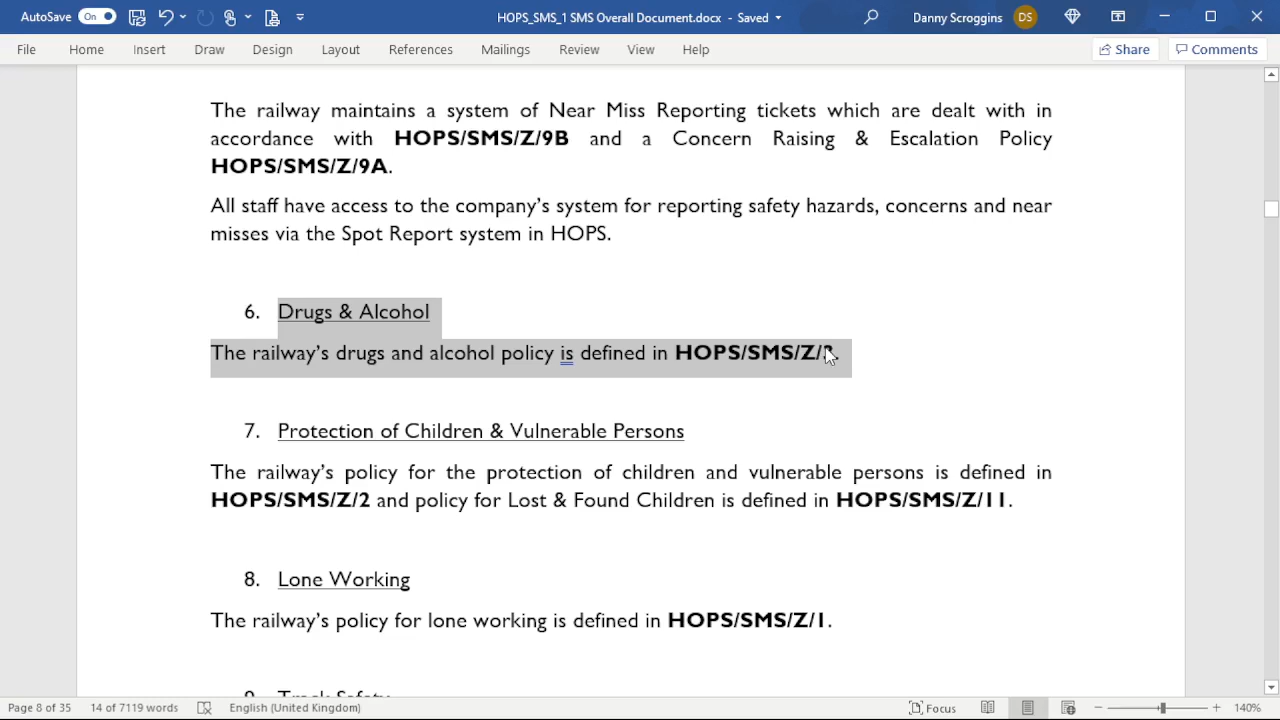 AutoSave On HOPS_SMS_1 SMS Overall Document.docx - Saved Danny Scroggins DS
File Home Insert Draw Design Layout References Mailings Review View Help Share Comments
The railway maintains a system of Near Miss Reporting tickets which are dealt with in
accordance with HOPS/SMS/Z/9B and a Concern Raising & Escalation Policy
HOPS/SMS/Z/9A.
All staff have access to the company's system for reporting safety hazards, concerns and near
misses via the Spot Report system in HOPS.
6. Drugs & Alcohol
The railway's drugs and alcohol policy is defined in
7. Protection of Children & Vulnerable Persons
The railway's policy for the protection of children and vulnerable persons is defined in
HOPS/SMS/Z/2 and policy for Lost & Found Children is defined in HOPS/SMS/Z/11.
8. Lone Working
The railway's policy for lone working is defined in HOPS/SMS/Z/1.
9. Track Safety
Page 8 of 35 14 of 7119 words English (United Kingdom) Focus 140%